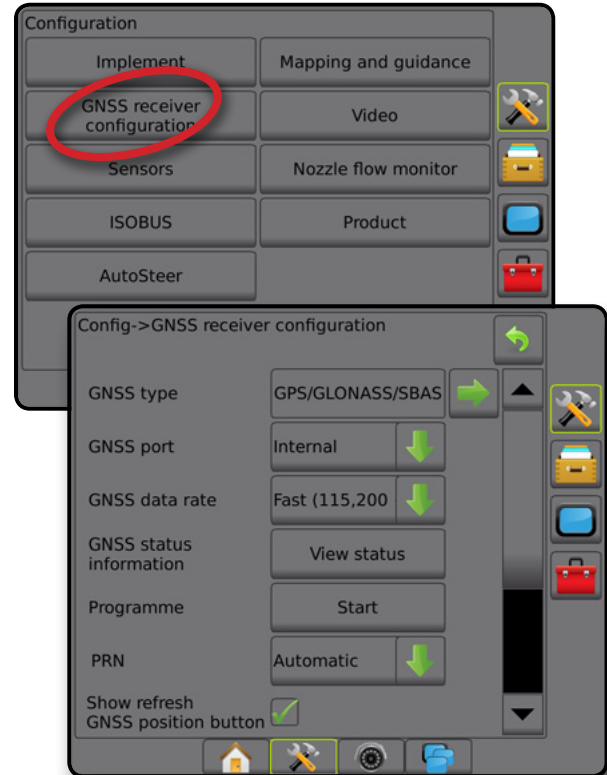 Configuration
Implement
Mapping and guidance
GNSS receiver
configuration
Video
Sensors
Nozzle flow monitor
ISOBUS
Product
AutoSteer
Config->GNSS receiver configuration
GNSS type
GPS/GLONASS/SBAS
GNSS port
Internal
GNSS data rate
Fast (115,200
GNSS status
information
View status
Programme
Start
PRN
Automatic
Show refresh
GNSS position button